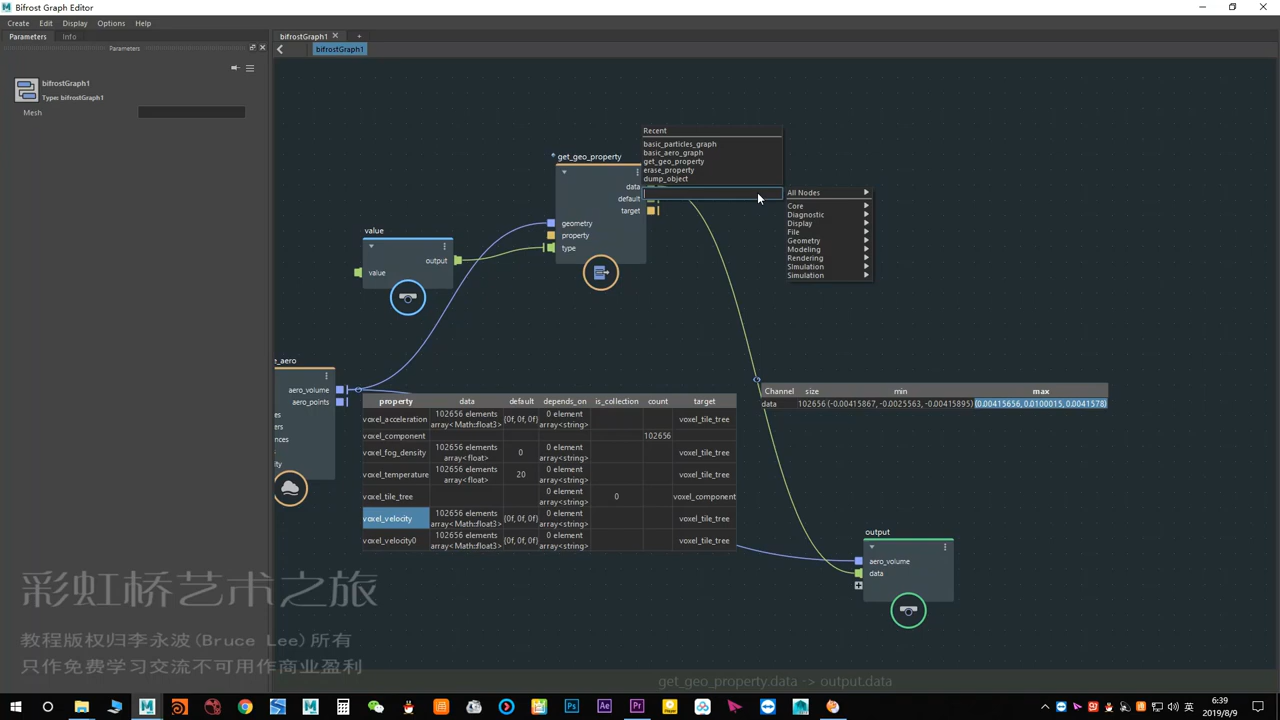 Bifrost Graph Editor
Create Edit Display Options Help
Parameters Info
bifrostGraph1
Parameters
bifrostGraph1
bifrostGraph1
Type: bifrostGraph1
Mesh
Recent
basic_particles_graph
basic_aero_graph
get_geo_property
erase_property
dump_object
get_geo_property
data
default
target
geometry
property
type
All Nodes
Core
Diagnostic
Display
File
Geometry
Modeling
Rendering
SImulation
Simulation
value
output
value
e_aero
aero_volume
aero_points
Channel size min max
data 102656 (-0.00415867, -0.0025563, -0.00415895) (0.00415656, 0.0100015, 0.0041578)
property data default depends_on is_collection count target
voxel_acceleration 102656 elements array< Math::float3> {0f, 0f, 0f} 0 element array<string> voxel_tile_tree
voxel_component 102656
voxel_fog_density 102656 elements array<float> 0 0 element array<string> voxel_tile_tree
voxel_temperature 102656 elements array<float> 20 0 element array<string> voxel_tile_tree
voxel_tile_tree 0 element array<string> 0 voxel_component
voxel_velocity 102656 elements array< Math::float3> {0f, 0f, 0f} 0 element array<string> voxel_tile_tree
voxel_velocity0 102656 elements array< Math::float3> {0f, 0f, 0f} 0 element array<string> voxel_tile_tree
output
aero_volume
data
彩虹桥艺术之旅
教程版权归李永波(Bruce Lee)所有
只作免费学习交流不可用作商业盈利
get_geo_property.data -> output.data
英
6:39
2019/8/9